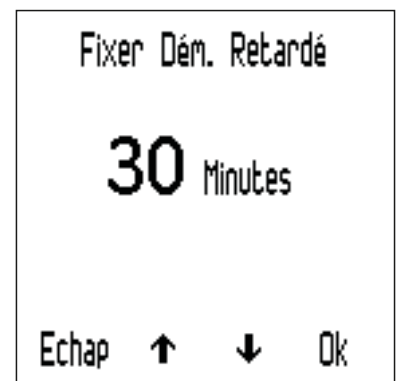 Fixer Dém. Retardé
30 Minutes
Echap ↑ ↓ Ok